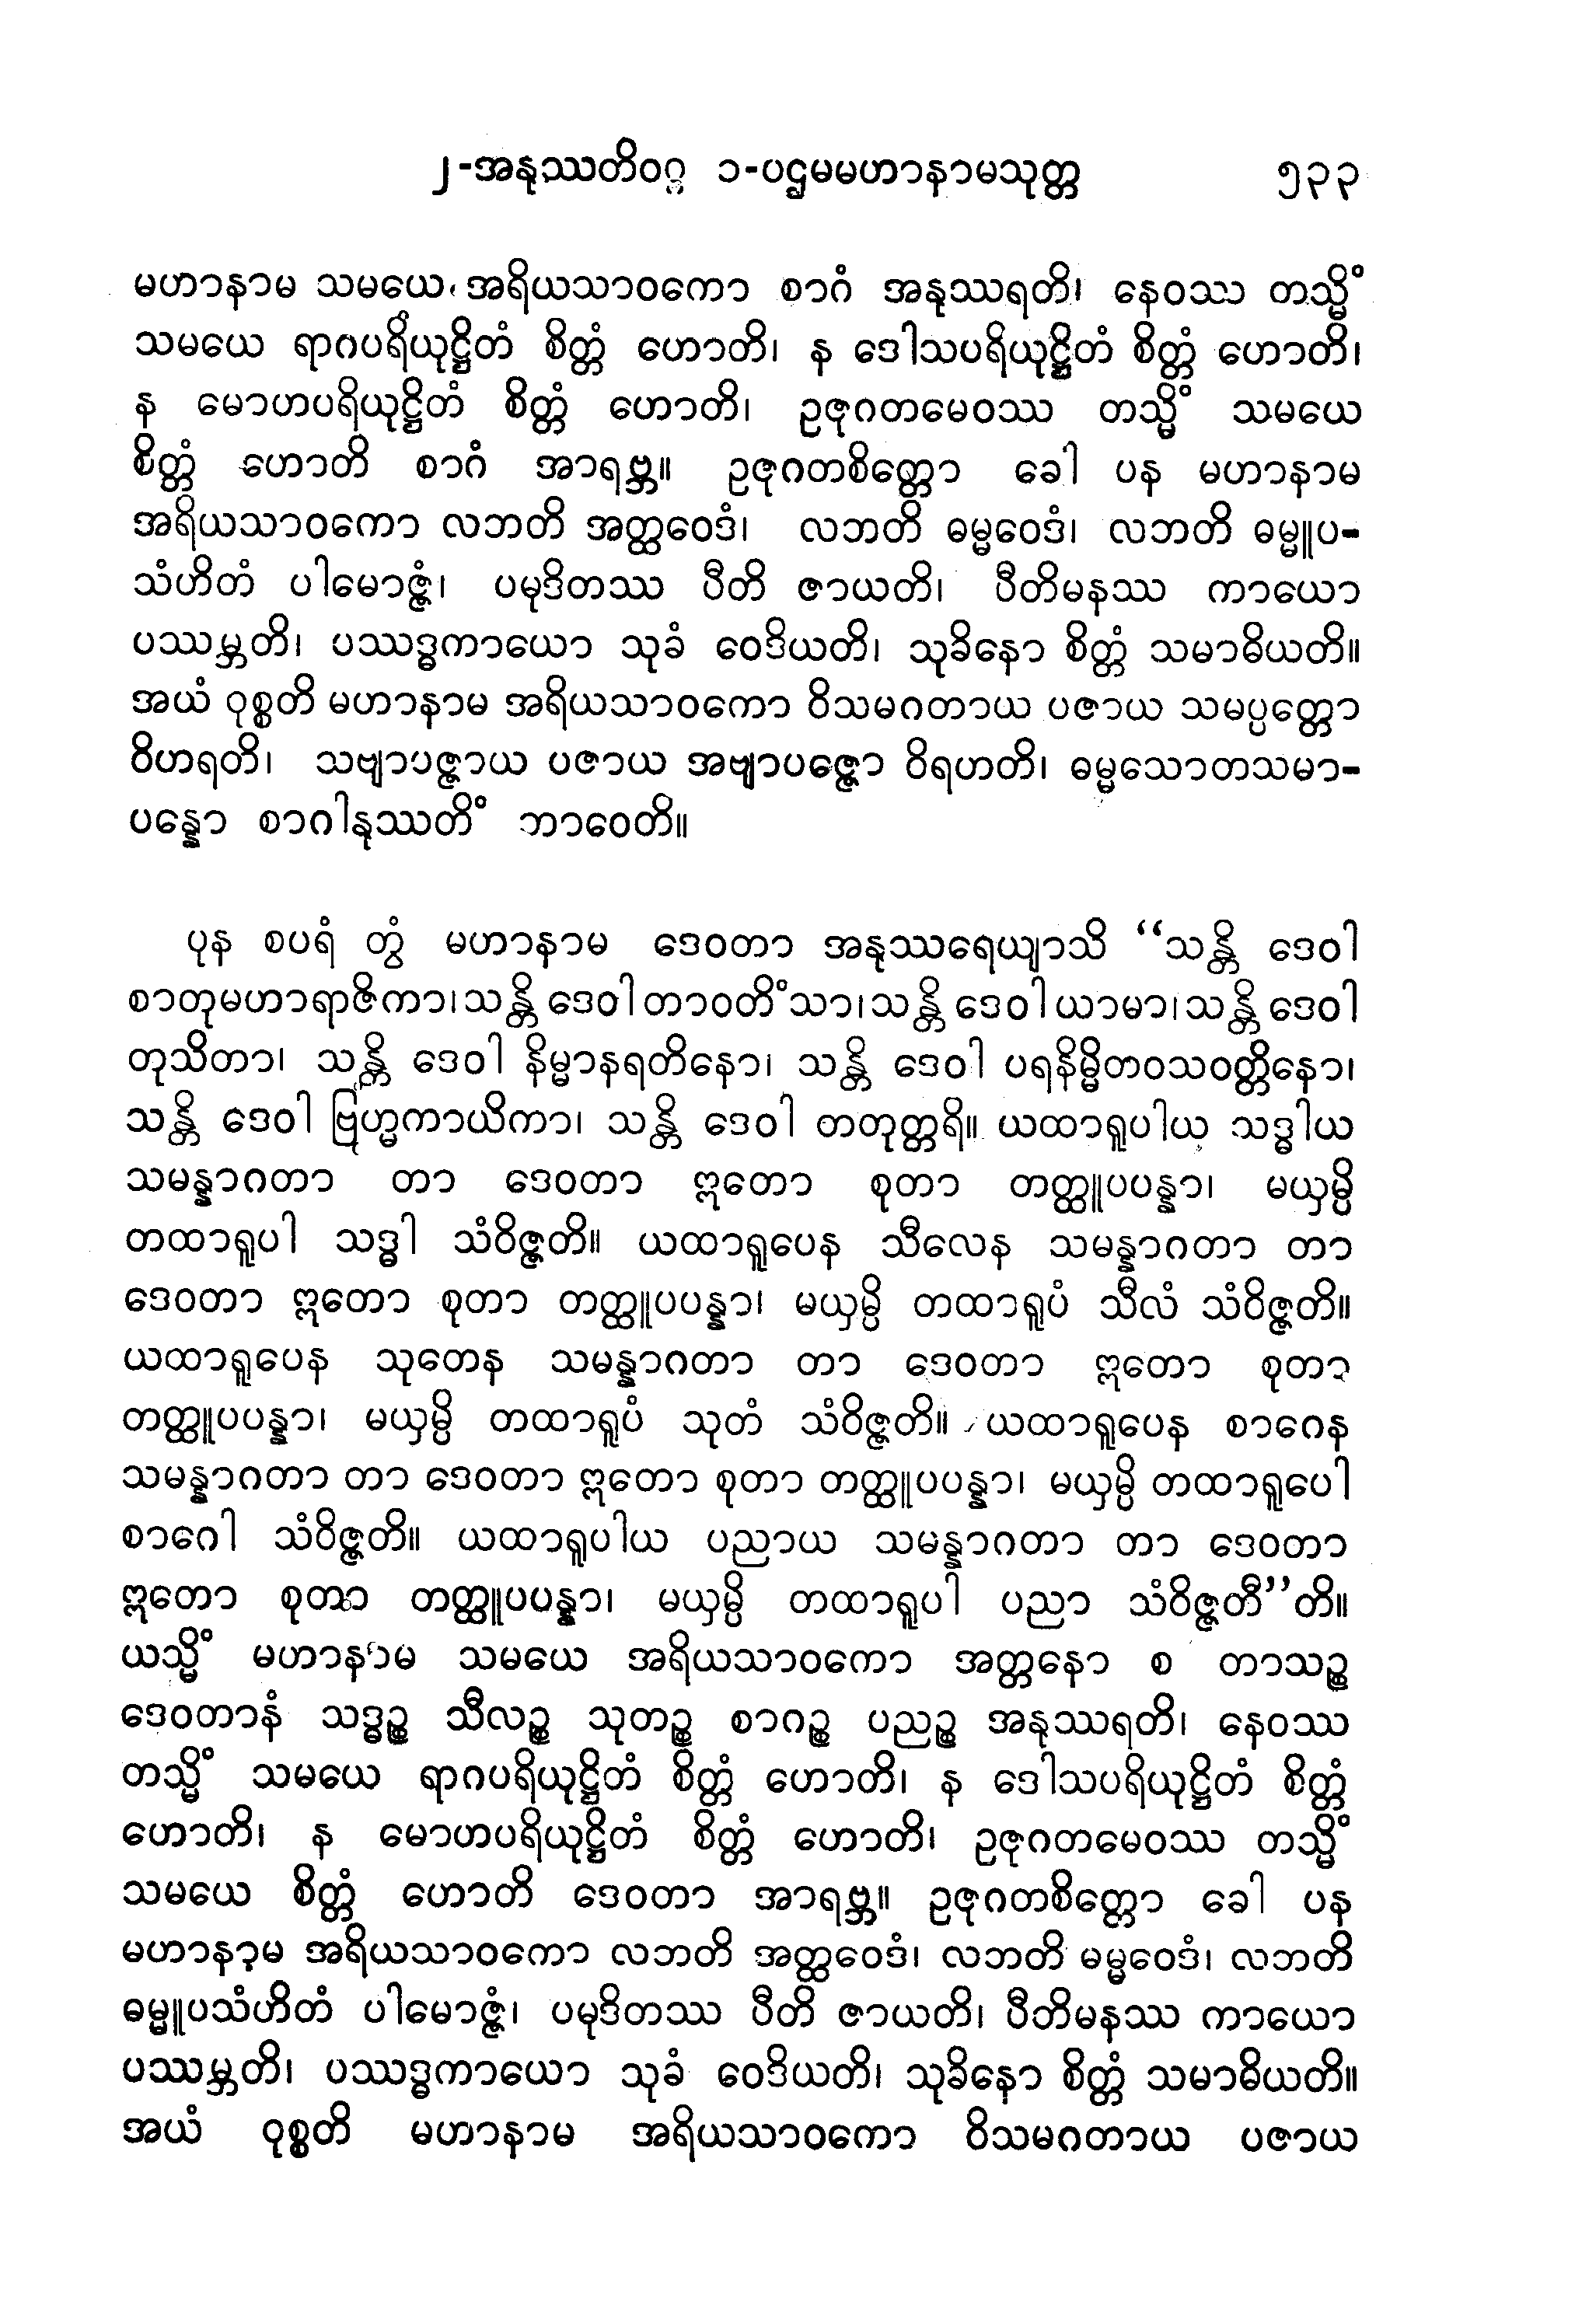 ၂-အနုဿတိဝဂ္ဂ ၁-ပဌမမဟာနာမသုတ္တ ၅၃၃
မဟာနာမ သမယေ အရိယသာဝကော စာဂံ အနုဿရတိ၊ နေဝဿ တသ္မိံ
သမယေ ရာဂပရိယုဋ္ဌိတံ စိတ္တံ ဟောတိ၊ န ဒေါသပရိယုဋ္ဌိတံ စိတ္တံ ဟောတိ၊
န မောဟပရိယုဋ္ဌိတံ စိတ္တံ ဟောတိ၊ ဥဇုဂတမေဝဿ တသ္မိံ သမယေ
စိတ္တံ ဟောတိ စာဂံ အာရဗ္ဘ။ ဥဇုဂတစိတ္တော ခေါ ပန မဟာနာမ
အရိယသာဝကော လဘတိ အတ္ထဝေဒံ၊ လဘတိ ဓမ္မဝေဒံ၊ လဘတိ ဓမ္မူပ-
သံဟိတံ ပါမောဇ္ဇံ၊ ပမုဒိတဿ ပီတိ ဇာယတိ၊ ပီတိမနဿ ကာယော
ပဿမ္ဘတိ၊ ပဿဒ္ဓကာယော သုခံ ဝေဒိယတိ၊ သုခိနော စိတ္တံ သမာဓိယတိ။
အယံ ဝုစ္စတိ မဟာနာမ အရိယသာဝကော ဝိသမဂတာယ ပဇာယ သမပ္ပတ္တော
ဝိဟရတိ၊ သဗျာပဇ္ဇာယ ပဇာယ အဗျာပဇ္ဇော ဝိရဟတိ၊ ဓမ္မသောတသမာ-
ပန္နော စာဂါနုဿတိံ ဘာဝေတိ။
ပုန စပရံ တွံ မဟာနာမ ဒေဝတာ အနုဿရေယျာသိ “သန္တိ ဒေဝါ
စာတုမဟာရာဇိကာ၊ သန္တိ ဒေဝါ တာဝတိံသာ၊ သန္တိ ဒေဝါ ယာမာ၊ သန္တိ ဒေဝါ
တုသိတာ၊ သန္တိ ဒေဝါ နိမ္မာနရတိနော၊ သန္တိ ဒေဝါ ပရနိမ္မိတဝသဝတ္တိနော၊
သန္တိ ဒေဝါ ဗြဟ္မကာယိကာ၊ သန္တိ ဒေဝါ တတုတ္တရိ။ ယထာရူပါယ သဒ္ဓါယ
သမန္နာဂတာ တာ ဒေဝတာ ဣတော စုတာ တတ္ထူပပန္နာ၊ မယှမ္ပိ
တထာရူပါ သဒ္ဓါ သံဝိဇ္ဇတိ။ ယထာရူပေန သီလေန သမန္နာဂတာ တာ
ဒေဝတာ ဣတော စုတာ တတ္ထူပပန္နာ၊ မယှမ္ပိ တထာရူပံ သီလံ သံဝိဇ္ဇတိ။
ယထာရူပေန သုတေန သမန္နာဂတာ တာ ဒေဝတာ ဣတော စုတာ
တတ္ထူပပန္နာ၊ မယှမ္ပိ တထာရူပံ သုတံ သံဝိဇ္ဇတိ။ ယထာရူပေန စာဂေန
သမန္နာဂတာ တာ ဒေဝတာ ဣတော စုတာ တတ္ထူပပန္နာ၊ မယှမ္ပိ တထာရူပေါ
စာဂေါ သံဝိဇ္ဇတိ။ ယထာရူပါယ ပညာယ သမန္နာဂတာ တာ ဒေဝတာ
ဣတော စုတာ တတ္ထူပပန္နာ၊ မယှမ္ပိ တထာရူပါ ပညာ သံဝိဇ္ဇတီ”တိ။
ယသ္မိံ မဟာနာမ သမယေ အရိယသာဝကော အတ္တနော စ တာသဉ္စ
ဒေဝတာနံ သဒ္ဓဉ္စ သီလဉ္စ သုတဉ္စ စာဂဉ္စ ပညဉ္စ အနုဿရတိ၊ နေဝဿ
တသ္မိံ သမယေ ရာဂပရိယုဋ္ဌိတံ စိတ္တံ ဟောတိ၊ န ဒေါသပရိယုဋ္ဌိတံ စိတ္တံ
ဟောတိ၊ န မောဟပရိယုဋ္ဌိတံ စိတ္တံ ဟောတိ၊ ဥဇုဂတမေဝဿ တသ္မိံ
သမယေ စိတ္တံ ဟောတိ ဒေဝတာ အာရဗ္ဘ။ ဥဇုဂတစိတ္တော ခေါ ပန
မဟာနာမ အရိယသာဝကော လဘတိ အတ္ထဝေဒံ၊ လဘတိ မမ္မဝေဒံ၊ လဘတိ
ဓမ္မူပသံဟိတံ ပါမောဇ္ဇံ၊ ပမုဒိတဿ ပီတိ ဇာယတိ၊ ပီဘိမနဿ ကာယော
ပဿမ္ဘတိ၊ ပဿဒ္ဓကာယော သုခံ ဝေဒိယတိ၊ သုခိနော စိတ္တံ သမာဓိယတိ။
အယံ ဝုစ္စတိ မဟာနာမ အရိယသာဝကော ဝိသမဂတာယ ပဇာယ